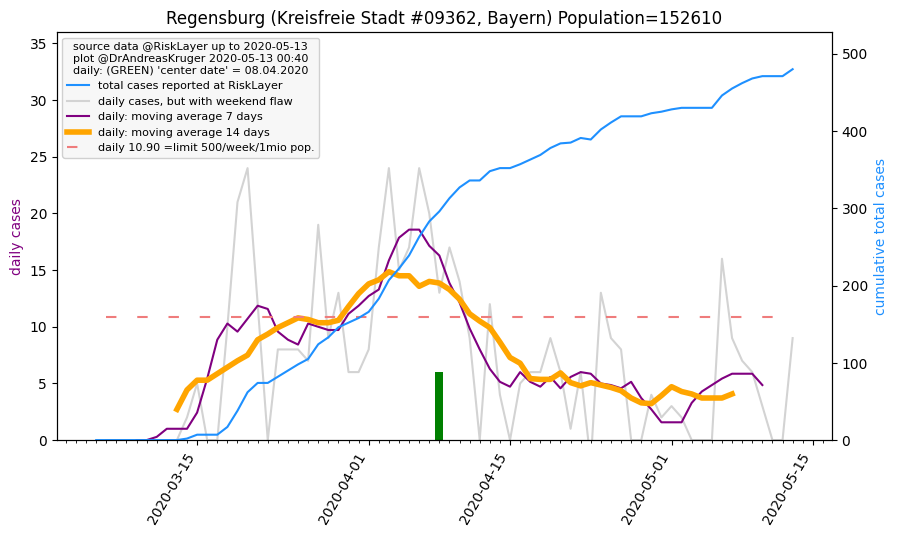 Regensburg (Kreisfreie Stadt #09362, Bayern) Population=152610
source data @RiskLayer up to 2020-05-13
plot @DrAndreasKruger 2020-05-13 00:40
daily: (GREEN) 'center date' = 08.04.2020
total cases reported at RiskLayer
daily cases, but with weekend flaw
daily: moving average 7 days
daily: moving average 14 days
daily 10.90 =limit 500/week/1mio pop.
daily cases
35
30
25
20
15
10
5
0
cumulative total cases
500
400
300
200
100
0
2020-03-15
2020-04-01
2020-04-15
2020-05-01
2020-05-15